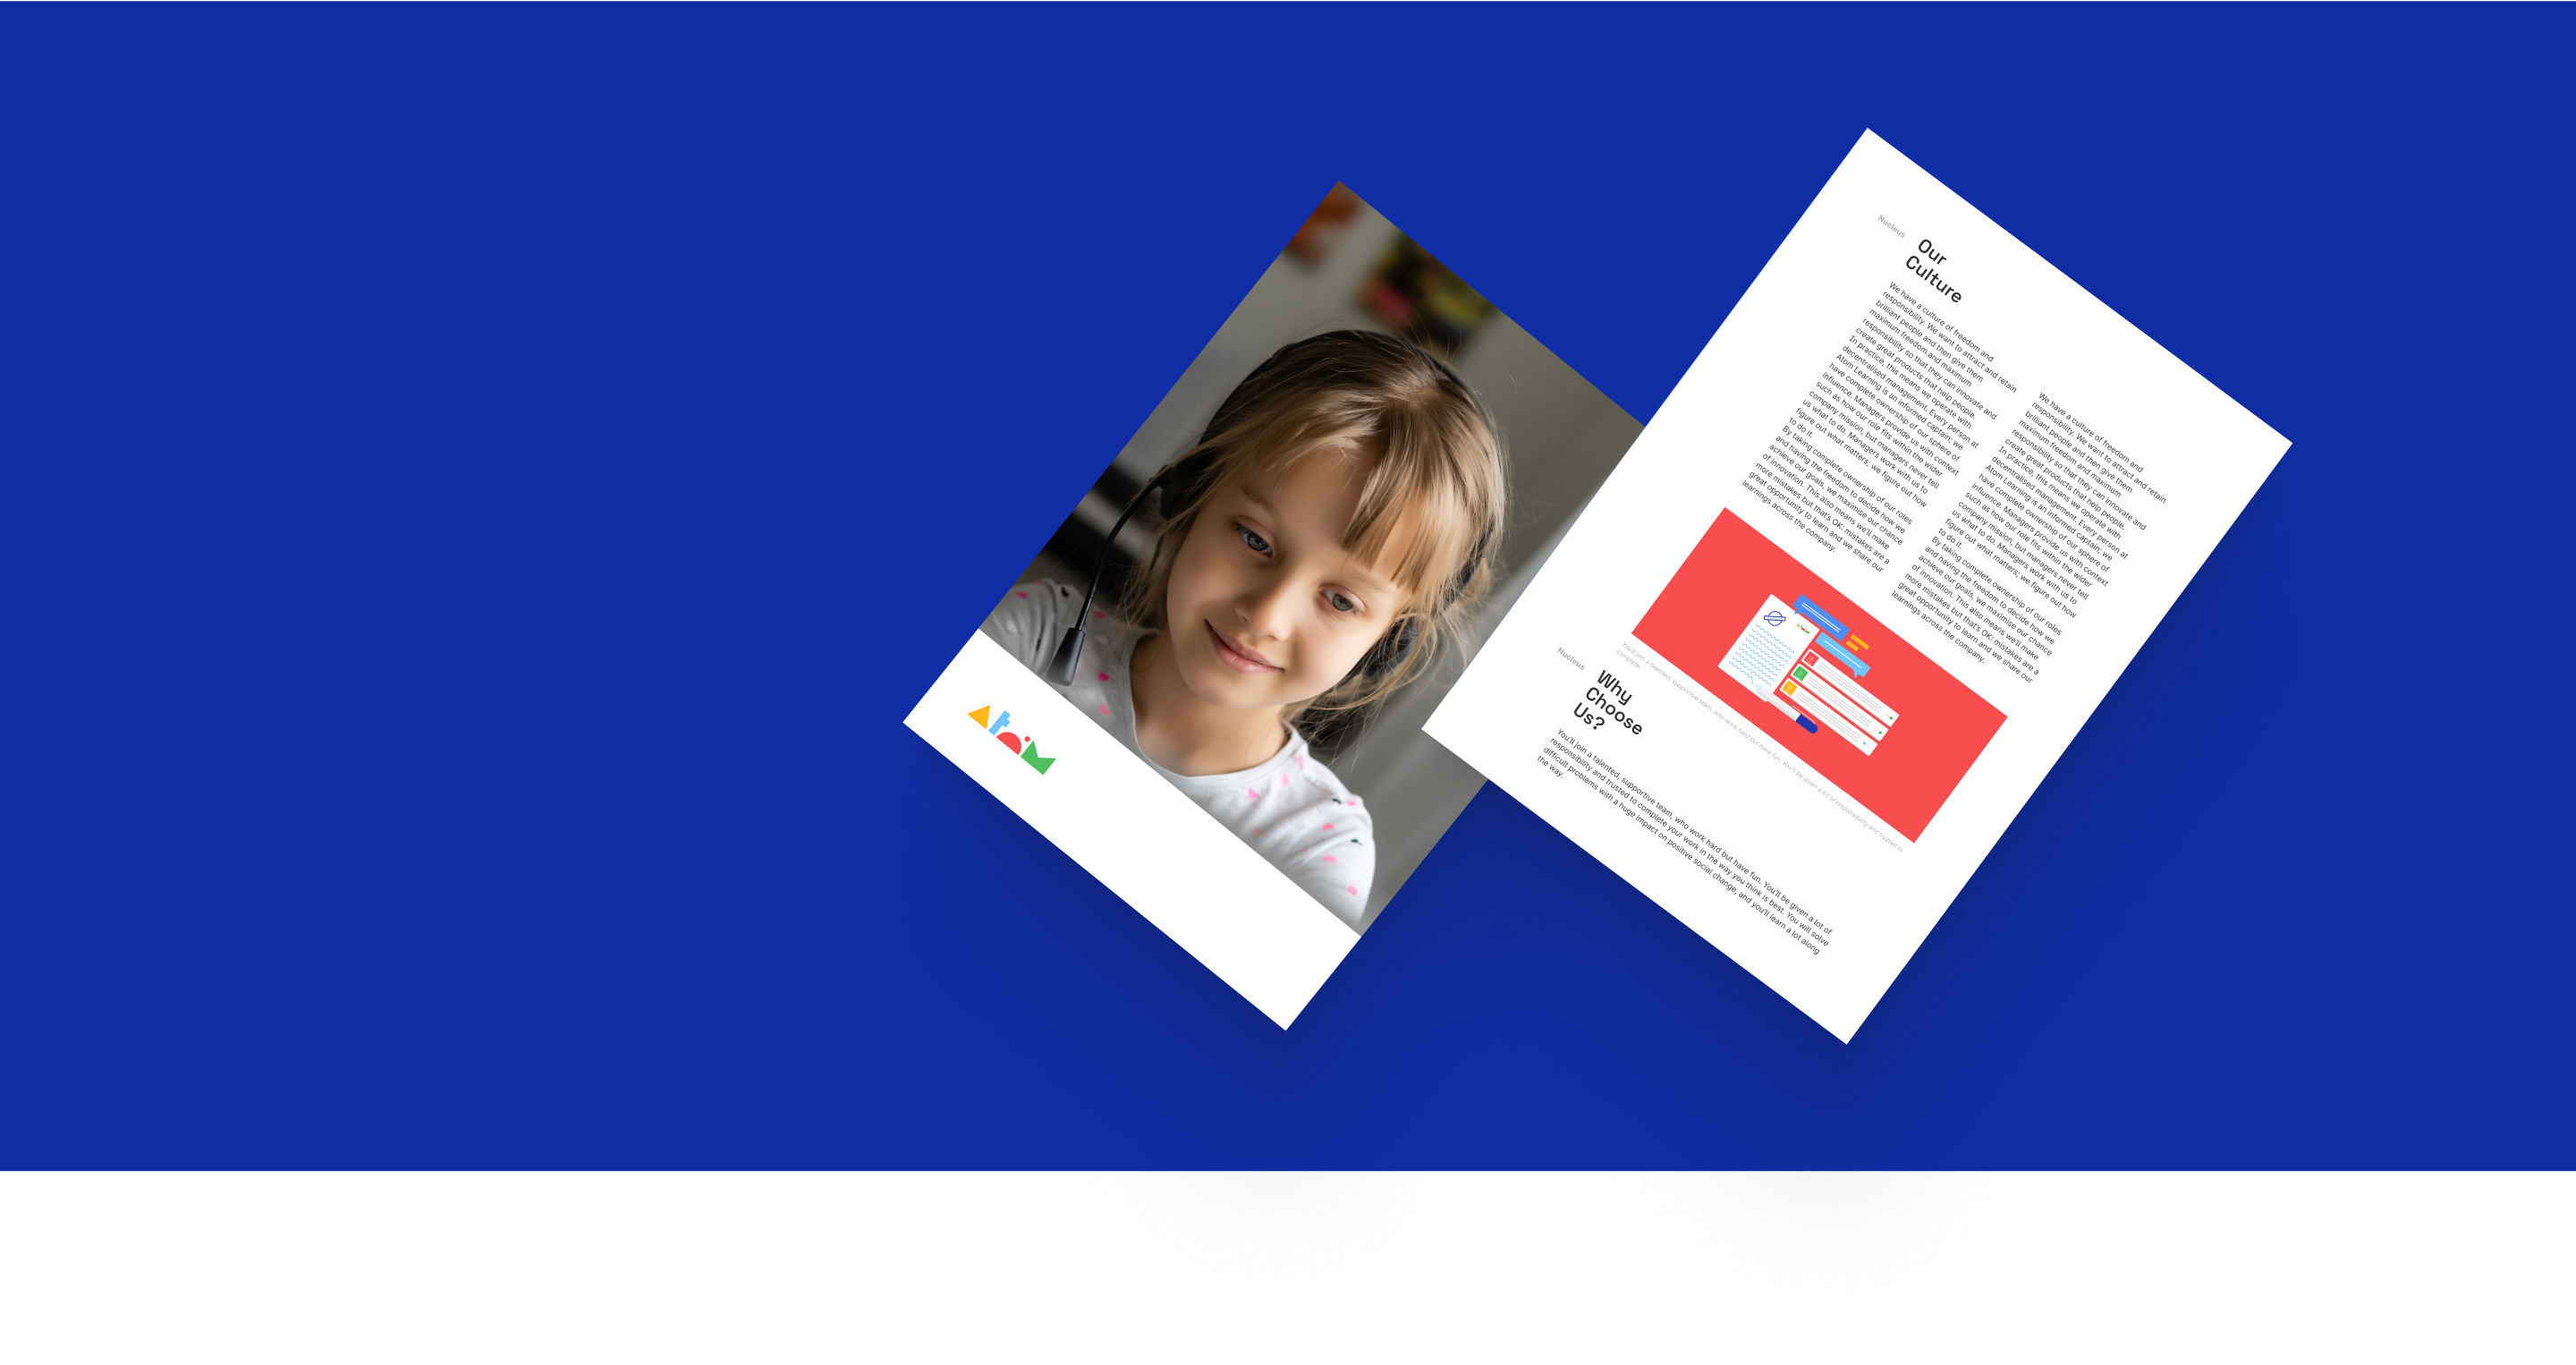 atom
Nucleus
Our
Culture
We have a culture of freedom and
responsibility. We want to attract and retain
brilliant people and then give them
maximum freedom and maximum
responsibility so that they can innovate and
create great products that help people.
In practice, this means we operate with
decentralised management. Every person at
Atom Learning is an informed captain; we
have complete ownership of our sphere of
influence. Managers provide us with context
such as how our role fits within the wider
company mission, but managers never tell
us what to do. Managers work with us to
figure out what matters; we figure out how
to do it.
By taking complete ownership of our roles
and having the freedom to decide how we
achieve our goals, we maximise our chance
of innovation. This also means we'll make
more mistakes but that's OK: mistakes are a
great opportunity to learn and we share our
learnings across the company.
We have a culture of freedom and
responsibility. We want to attract and retain
brilliant people and then give them
maximum freedom and maximum
responsibility so that they can innovate and
create great products that help people.
In practice, this means we operate with
decentralised management. Every person at
Atom Learning is an informed captain; we
have complete ownership of our sphere of
influence. Managers provide us with context
such as how our role fits within the wider
company mission, but managers never tell
us what to do. Managers work with us to
figure out what matters; we figure out how
to do it.
By taking complete ownership of our roles
and having the freedom to decide how we
achieve our goals, we maximise our chance
of innovation. This also means we'll make
more mistakes but that's OK: mistakes are a
great opportunity to learn and we share our
learnings across the company.
You'll join a talented, supportive team, who work hard but have fun. You'll be given a lot of responsibility and trusted to
complete.
Nucleus
Why
Choose
Us?
You'll join a talented, supportive team, who work hard but have fun. You'll be given a lot of
responsibility and trusted to complete your work in the way you think is best. You will solve
difficult problems with a huge impact on positive social change, and you'll learn a lot along
the way.